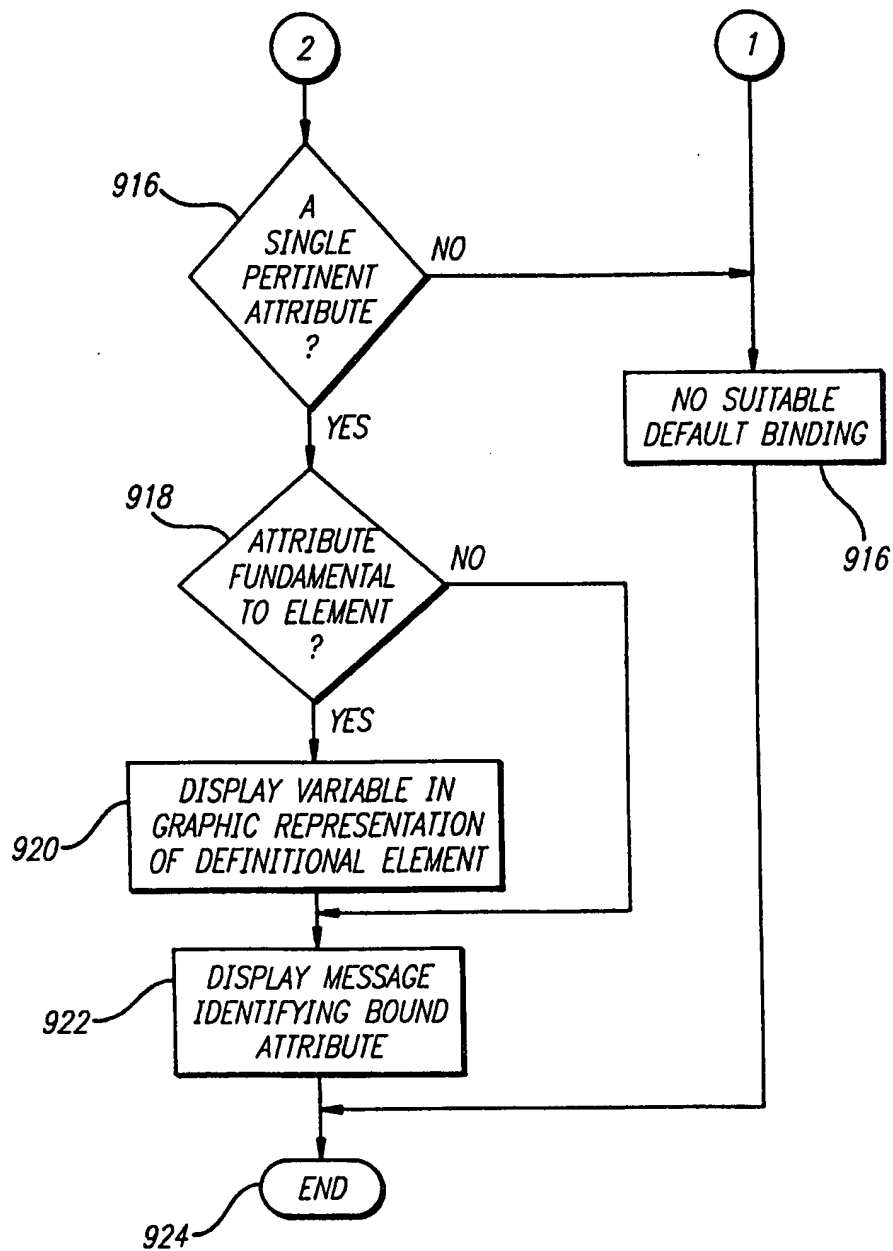 2
1
916
A
SINGLE
PERTINENT
ATTRIBUTE
?
NO
YES
NO SUITABLE
DEFAULT BINDING
916
918
ATTRIBUTE
FUNDAMENTAL
TO ELEMENT
?
NO
YES
DISPLAY VARIABLE IN
GRAPHIC REPRESENTATION
OF DEFINITIONAL ELEMENT
920
DISPLAY MESSAGE
IDENTIFYING BOUND
ATTRIBUTE
922
END
924